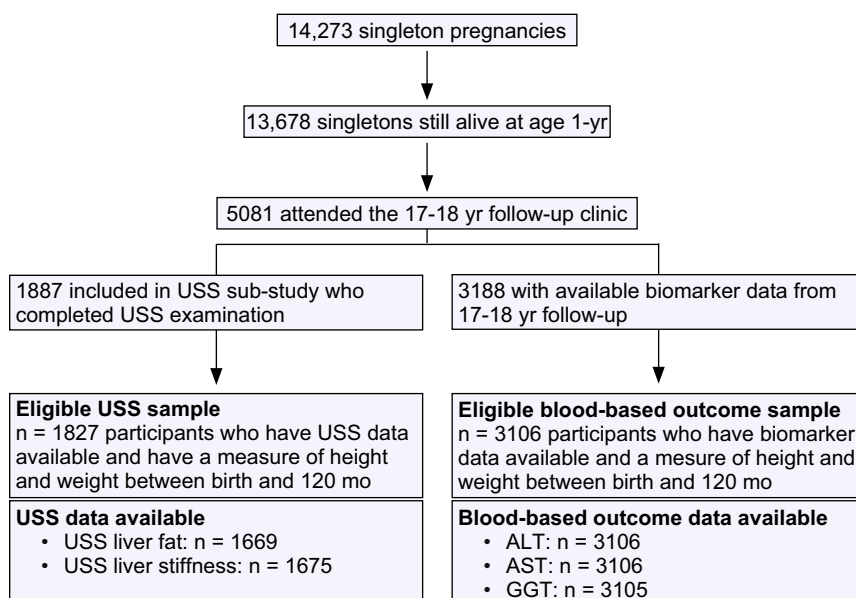 14,273 singleton pregnancies
13,678 singletons still alive at age 1-yr
5081 attended the 17-18 yr follow-up clinic
1887 included in USS sub-study who
completed USS examination
3188 with available biomarker data from
17-18 yr follow-up
Eligible USS sample
n = 1827 participants who have USS data
available and have a measure of height
and weight between birth and 120 mo
USS data available
• USS liver fat: n = 1669
• USS liver stiffness: n = 1675
Eligible blood-based outcome sample
n = 3106 participants who have biomarker
data available and a mesure of height and
weight between birth and 120 mo
Blood-based outcome data available
• ALT: n = 3106
• AST: n = 3106
• GGT: n = 3105